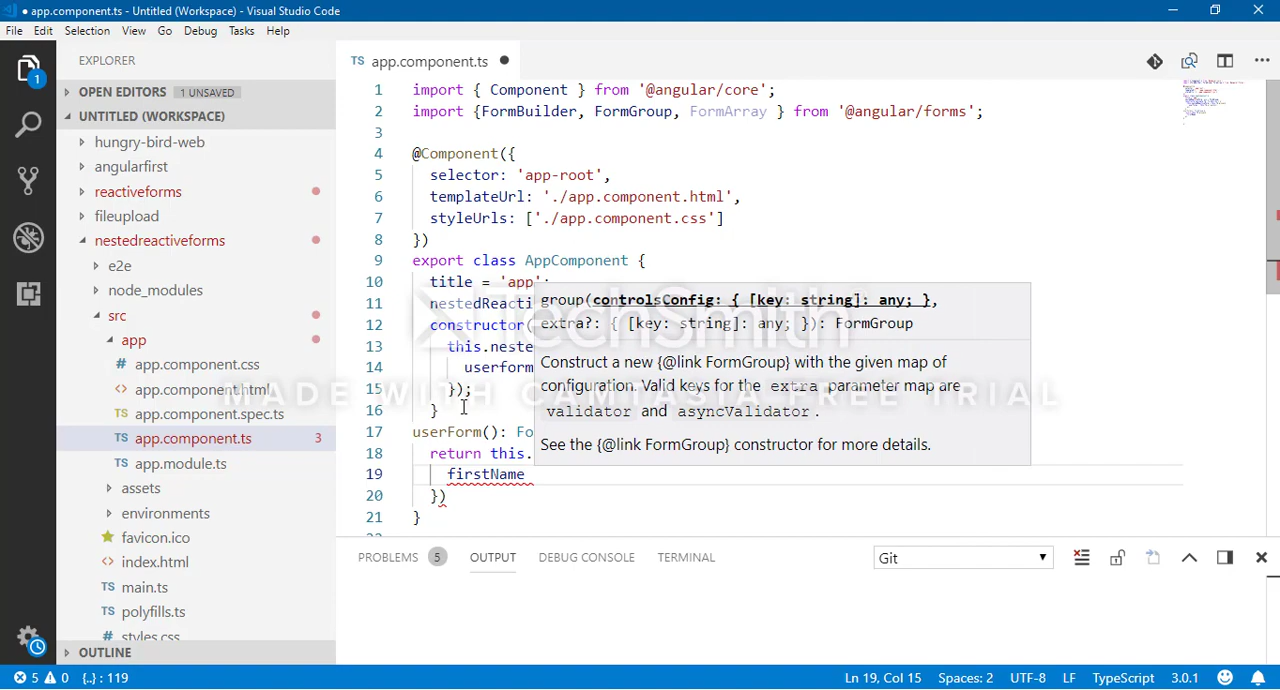 app.component.ts - Untitled (Workspace) - Visual Studio Code
File Edit Selection View Go Debug Tasks Help
EXPLORER
OPEN EDITORS 1 UNSAVED
UNTITLED (WORKSPACE)
hungry-bird-web
angularfirst
reactiveforms
fileupload
nestedreactiveforms
e2e
node_modules
src
app
app.component.css
app.component.html
app.component.spec.ts
app.component.ts 3
app.module.ts
assets
environments
favicon.ico
index.html
main.ts
polyfills.ts
styles.css
OUTLINE
1
TS app.component.ts
1 import { Component } from '@angular/core';
2 import {FormBuilder, FormGroup, FormArray } from '@angular/forms';
3
4 @Component({
5 selector: 'app-root',
6 templateUrl: './app.component.html',
7 styleUrls: ['./app.component.css']
8 })
9 export class AppComponent {
10 title = 'app';
11 nestedReacti
12 constructor(
13 this.neste
14 userform
15 });
16 }
17 userForm(): Fo
18 return this.
19 firstName
20 })
21 }
group(controlsConfig: { [key: string]: any; },
extra?: { [key: string]: any; }): FormGroup
Construct a new {@link FormGroup} with the given map of
configuration. Valid keys for the extra parameter map are
validator and asyncValidator.
See the {@link FormGroup} constructor for more details.
TechSmith
MADE WITH CAMTASIA FREE TRIAL
PROBLEMS 5 OUTPUT DEBUG CONSOLE TERMINAL
Git
5 0 {..} : 119
Ln 19, Col 15 Spaces: 2 UTF-8 LF TypeScript 3.0.1